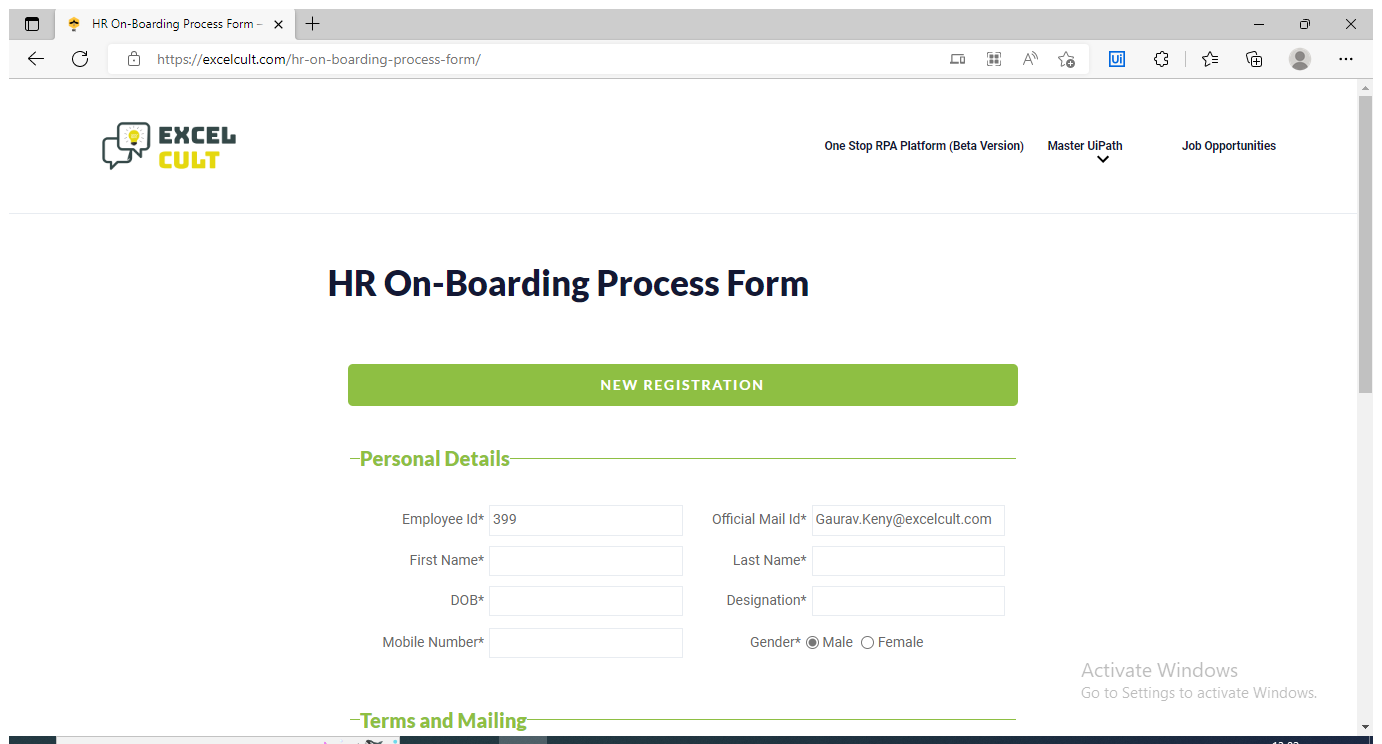 HR On-Boarding Process Form –
https://excelcult.com/hr-on-boarding-process-form/
EXCEL
CULT
One Stop RPA Platform (Beta Version) Master UiPath Job Opportunities
HR On-Boarding Process Form
NEW REGISTRATION
Personal Details
Employee Id* 399 Official Mail Id* Gaurav.Keny@excelcult.com
First Name* Last Name*
DOB* Designation*
Mobile Number* Gender* Male Female
Activate Windows
Go to Settings to activate Windows.
Terms and Mailing